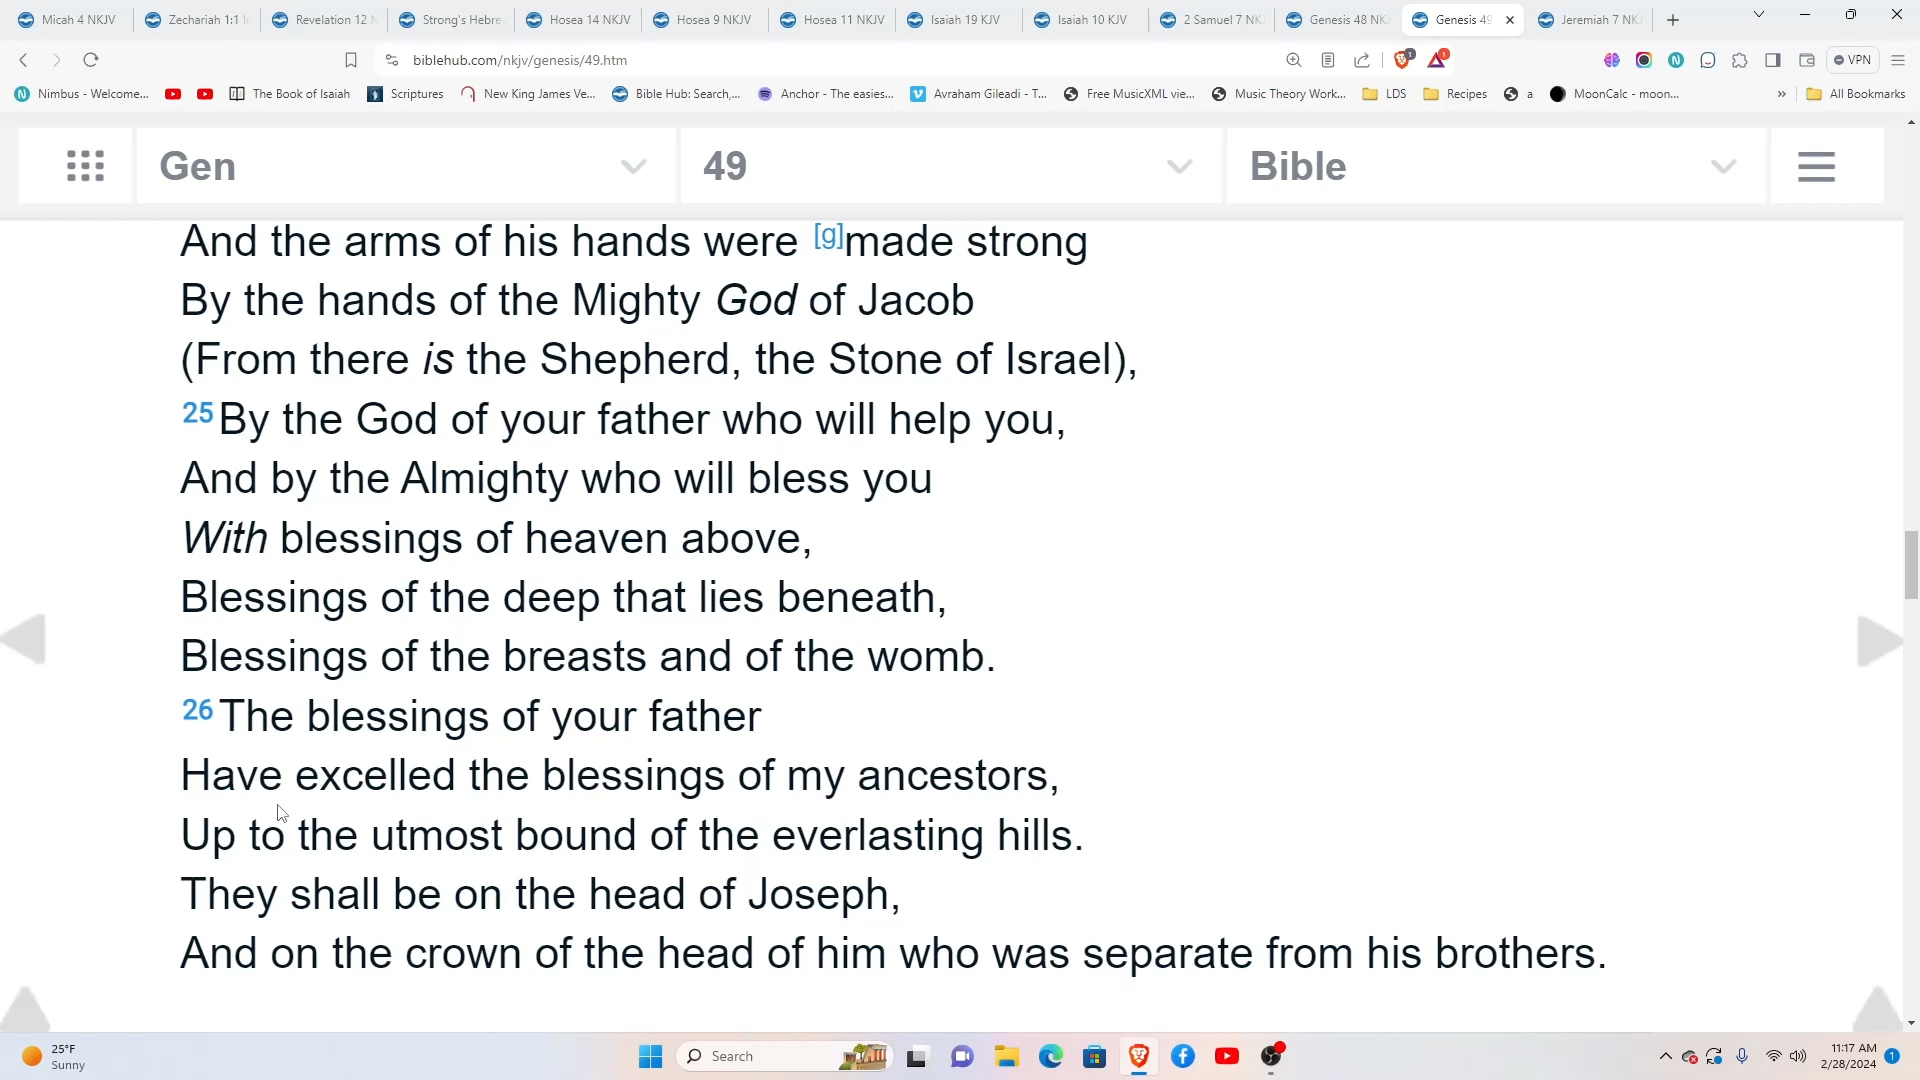 Micah 4 NKJV
Zechariah 1:1 I
Revelation 12 N
Strong's Hebre
Hosea 14 NKJV
Hosea 9 NKJV
Hosea 11 NKJV
Isaiah 19 KJV
Isaiah 10 KJV
2 Samuel 7 NK
Genesis 48 NK
Genesis 49
Jeremiah 7 NK
biblehub.com/nkjv/genesis/49.htm
VPN
Nimbus - Welcome...
The Book of Isaiah
Scriptures
New King James Ve...
Bible Hub: Search,...
Anchor - The easies...
Avraham Gileadi - T...
Free MusicXML vie...
Music Theory Work...
LDS
Recipes
a
MoonCalc - moon...
»
All Bookmarks
Gen
49
Bible
And the arms of his hands were [g]made strong
By the hands of the Mighty God of Jacob
(From there is the Shepherd, the Stone of Israel),
25 By the God of your father who will help you,
And by the Almighty who will bless you
With blessings of heaven above,
Blessings of the deep that lies beneath,
Blessings of the breasts and of the womb.
26 The blessings of your father
Have excelled the blessings of my ancestors,
Up to the utmost bound of the everlasting hills.
They shall be on the head of Joseph,
And on the crown of the head of him who was separate from his brothers.
25°F
Sunny
Search
11:17 AM
2/28/2024
1